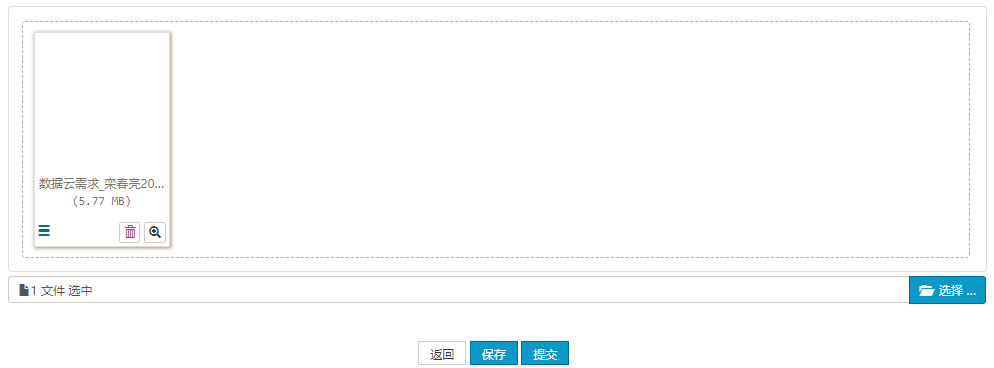 数据云需求_栾春亮20...
(5.77 MB)
1 文件 选中
选择 ...
返回
保存
提交